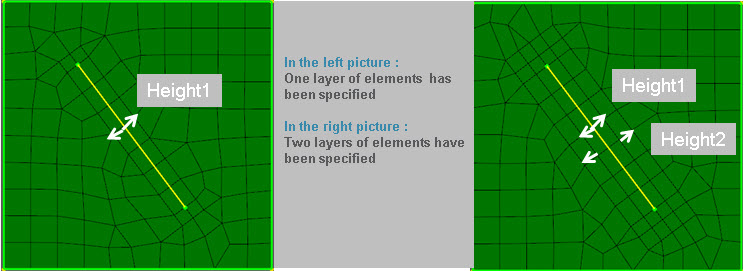 Height1
In the left picture :
One layer of elements has
been specified
In the right picture :
Two layers of elements have
been specified
Height1
Height2